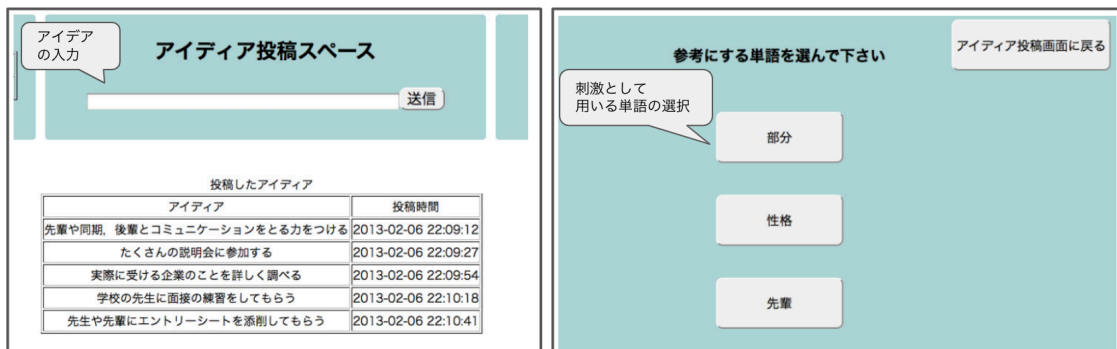 アイデア
の入力
アイディア投稿スペース
送信
投稿したアイディア
アイディア 投稿時間
先輩や同期，後輩とコミュニケーションをとる力をつける 2013-02-06 22:09:12
たくさんの説明会に参加する 2013-02-06 22:09:27
実際に受ける企業のことを詳しく調べる 2013-02-06 22:09:54
学校の先生に面接の練習をしてもらう 2013-02-06 22:10:18
先生や先輩にエントリーシートを添削してもらう 2013-02-06 22:10:41
参考にする単語を選んで下さい
アイディア投稿画面に戻る
刺激として
用いる単語の選択
部分
性格
先輩